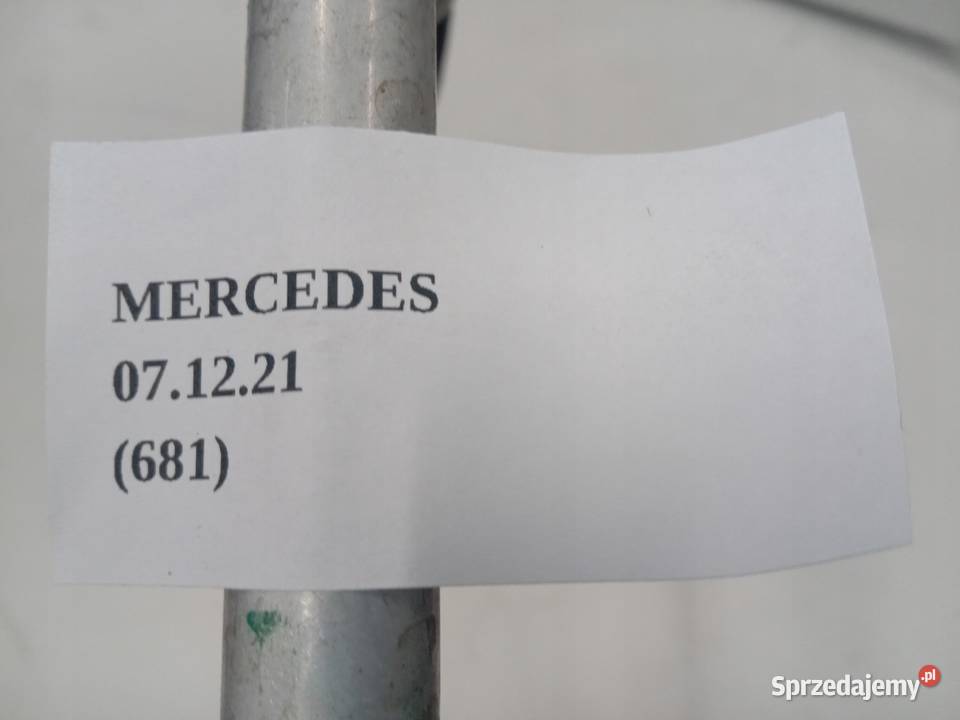 MERCEDES
07.12.21
(681)
Sprzedajemy.pl